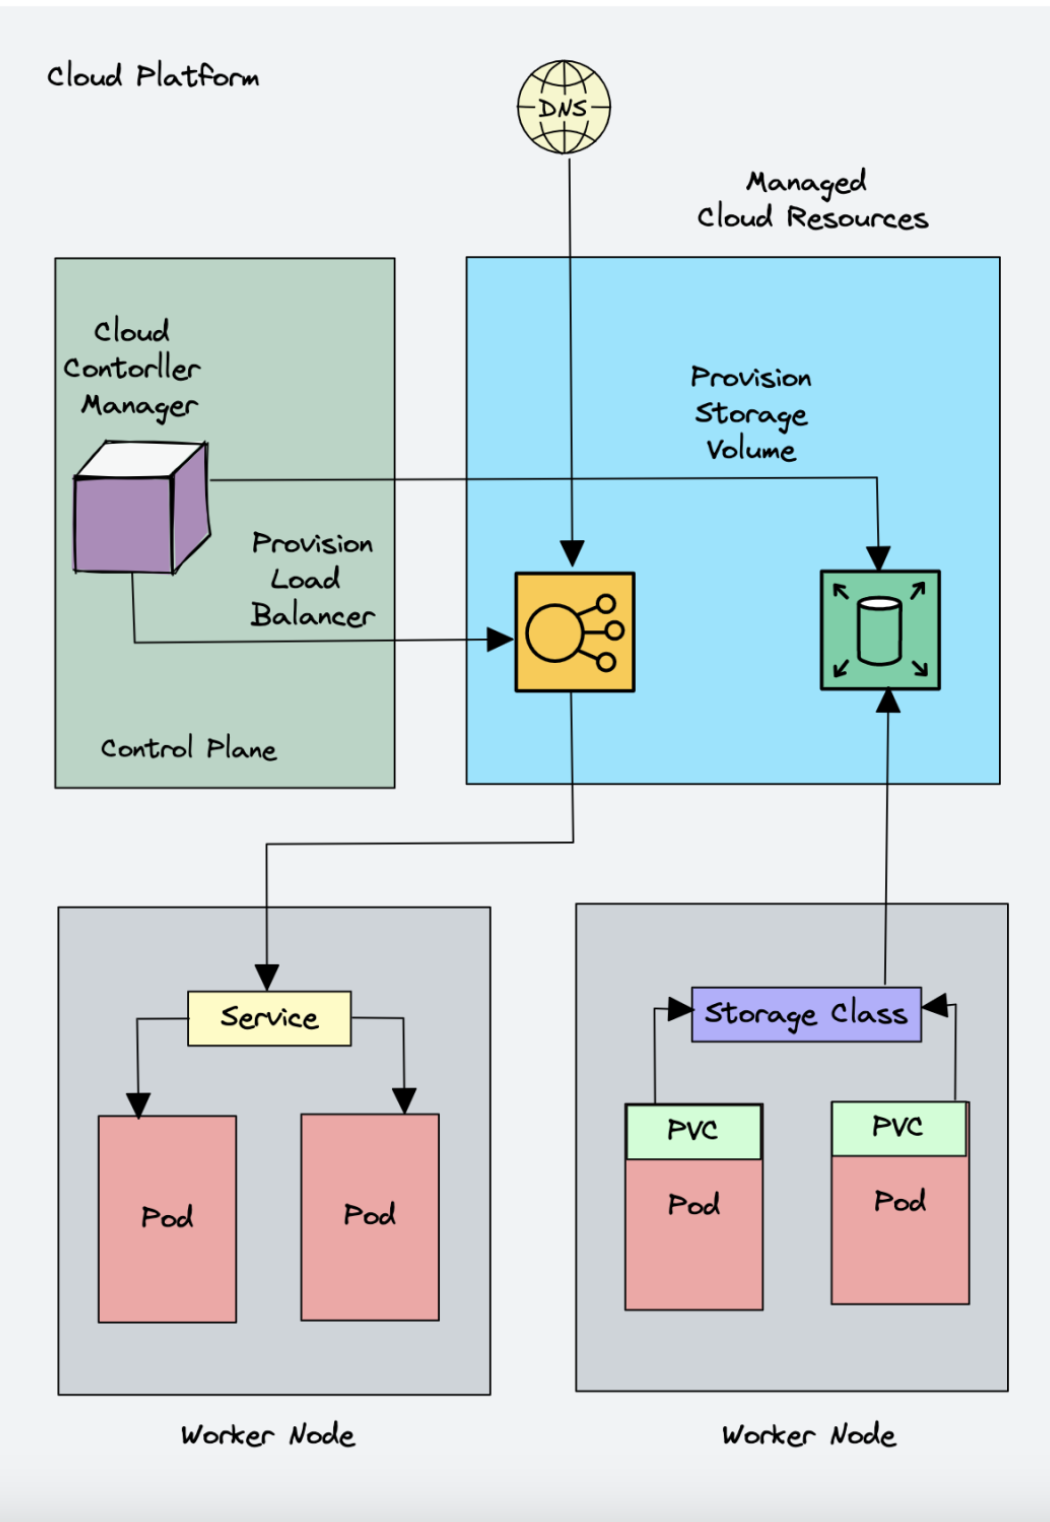 Cloud Platform
DNS
Managed
Cloud Resources
Cloud
Contorller
Manager
Provision
Storage
Volume
Provision
Load
Balancer
Control Plane
Service
Storage Class
PVC
PVC
Pod
Pod
Pod
Pod
Worker Node
Worker Node